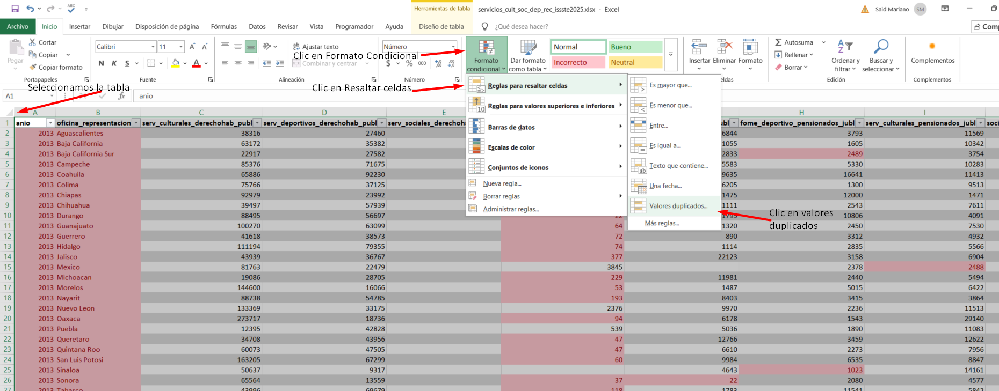 ABC
Herramientas de tabla
servicios_cult_soc_dep_rec_issste2025.xlsx - Excel
Said Mariano SM
Archivo Inicio Insertar Dibujar Disposición de página Fórmulas Datos Revisar Vista Programador Ayuda Diseño de tabla ¿Qué desea hacer?
Pegar
Cortar
Copiar
Copiar formato
Portapapeles
Calibri 11
N K S
Fuente
Ajustar texto
Combinar y centrar
Alineación
Número
$ % 000
Número
Formato condicional
Dar formato como tabla
Normal Bueno
Incorrecto Neutral
Insertar Eliminar Formato
eldas
Autosuma
Rellenar
Borrar
Ordenar y filtrar
Buscar y seleccionar
Edición
Complementos
Complementos
Clic en Formato Condicional
Seleccionamos la tabla
Clic en Resaltar celdas
A1 fx anio
Reglas para resaltar celdas
Reglas para valores superiores e inferiores
Barras de datos
Escalas de color
Conjuntos de iconos
Nueva regla...
Borrar reglas
Administrar reglas...
Es mayor que...
Es menor que...
Entre...
Es igual a...
Texto que contiene...
Una fecha...
Valores duplicados...
Más reglas...
Clic en valores
duplicados
A B C D E H I
1 anio oficina_representacion serv_culturales_derechohab_publ serv_deportivos_derechohab_publ serv_sociales_derechoha ubl fome_deportivo_pensionados_jubl serv_culturales_pensionados_jubl soci
2 2013 Aguascalientes 38316 27460 6844 3793 11569
3 2013 Baja California 63172 35382 1055 1605 10342
4 2013 Baja California Sur 22917 27582 2833 2489 3754
5 2013 Campeche 85376 71675 5583 5330 10283
6 2013 Coahuila 65886 92230 9635 16641 11413
7 2013 Colima 75766 37125 6205 1300 9513
8 2013 Chiapas 92979 23992 1475 12000 1471
9 2013 Chihuahua 39497 57939 1111 2543 7611
10 2013 Durango 88495 56697 22 1795 10806 4091
11 2013 Guanajuato 100270 63099 64 1320 2450 7530
12 2013 Guerrero 41618 38573 72 890 3312 4932
13 2013 Hidalgo 111194 79355 74 1114 2835 5566
14 2013 Jalisco 43939 36767 377 22123 3158 6904
15 2013 Mexico 81763 22479 3845 2378 2488
16 2013 Michoacan 19086 28705 229 11981 2440 5494
17 2013 Morelos 144600 16066 53 1487 5015 6422
18 2013 Nayarit 88738 54785 193 8403 3415 3864
19 2013 Nuevo Leon 133369 33175 2376 9970 2236 11513
20 2013 Oaxaca 273717 18736 94 6178 1543 29140
21 2013 Puebla 12395 42828 539 5036 1890 11083
22 2013 Queretaro 34708 43956 47 12766 3459 12622
23 2013 Quintana Roo 60073 47505 47 6610 2273 7956
24 2013 San Luis Potosi 163205 67299 60 9984 6535 8847
25 2013 Sinaloa 50637 9317 4643 1023 14161
26 2013 Sonora 65564 13559 37 22 2080 4577
27 2013 Tabasco 43996 69679 118 1783 11541 5842